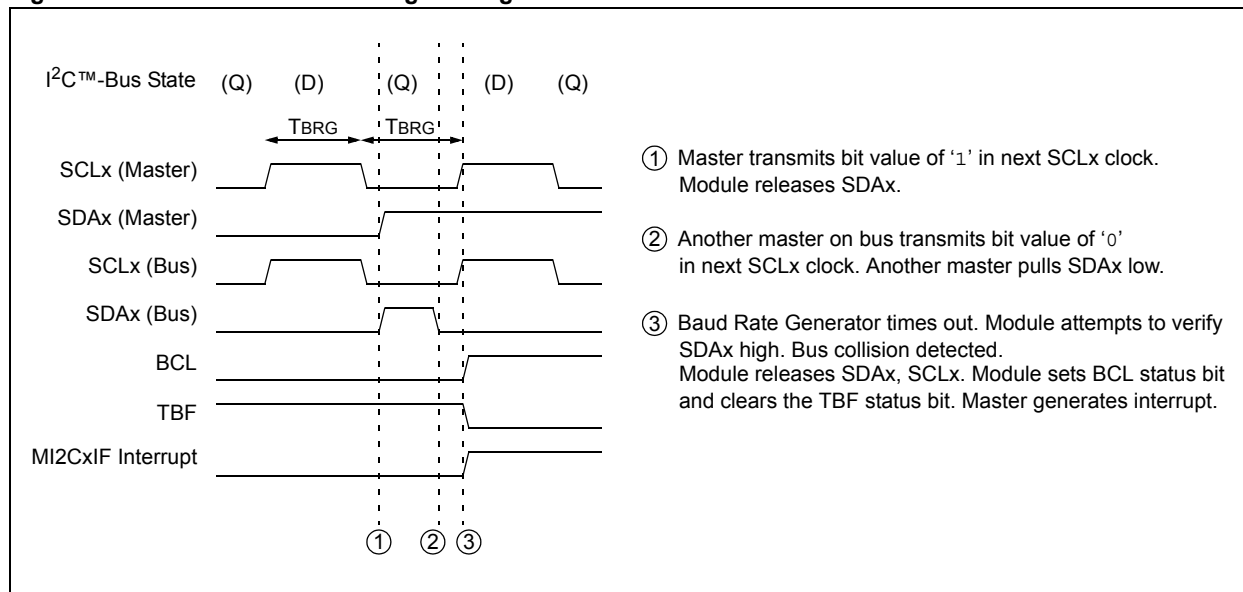 I²C™-Bus State (Q) (D) (Q) (D) (Q)
TBRG TBRG
SCLx (Master)
SDAx (Master)
SCLx (Bus)
SDAx (Bus)
BCL
TBF
MI2CxIF Interrupt
1 2 3
1 Master transmits bit value of ‘1’ in next SCLx clock.
Module releases SDAx.
2 Another master on bus transmits bit value of ‘0’
in next SCLx clock. Another master pulls SDAx low.
3 Baud Rate Generator times out. Module attempts to verify
SDAx high. Bus collision detected.
Module releases SDAx, SCLx. Module sets BCL status bit
and clears the TBF status bit. Master generates interrupt.